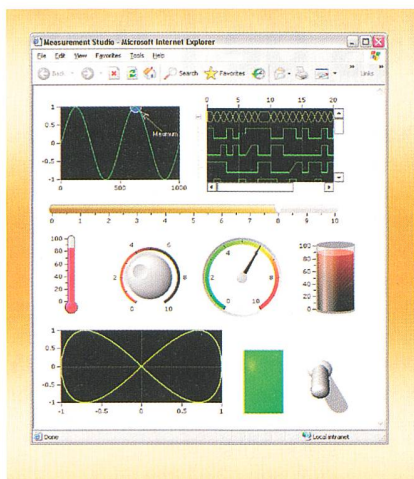 Measurement Studio - Microsoft Internet Explorer
File Edit View Favorites Tools Help
Back Search Favorites Links
1
0.5
0
-0.5
-1
0 500 1000
Maximum
0 5 10 15 20
0 1 2 3 4 5 6 7 8 9 10
100
80
60
40
20
0
0 2 4 6 8 10
0 2 4 6 8 10
100
80
60
40
20
0
1
0.5
0
-0.5
-1
-1 -0.5 0 0.5 1
Done Local intranet